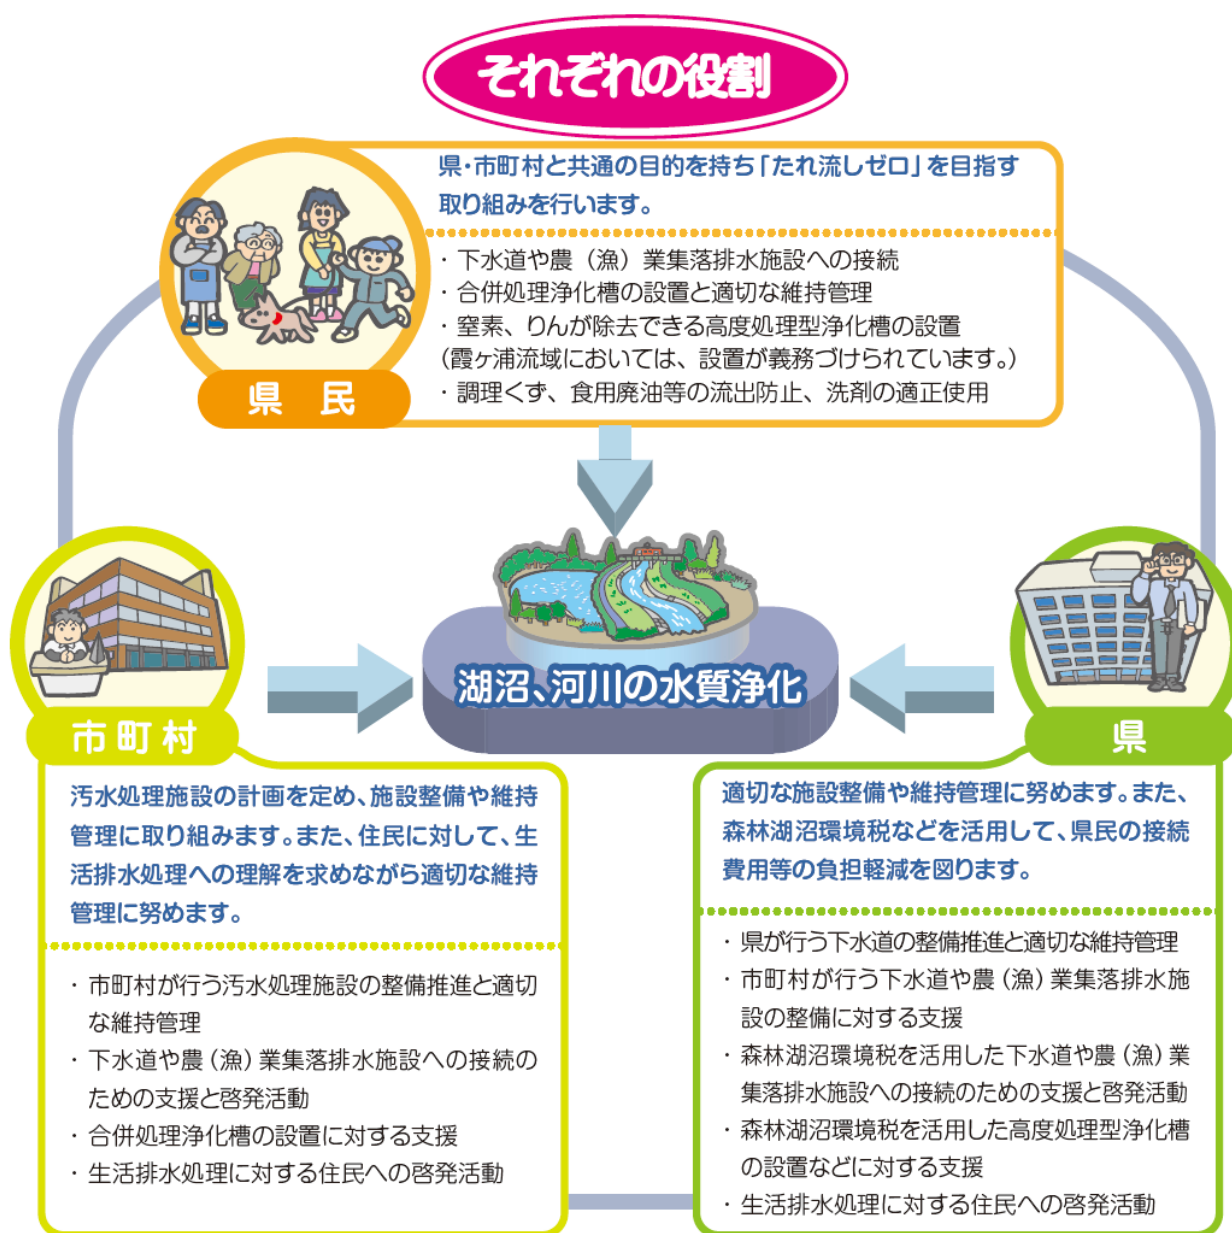 それぞれの役割
県・市町村と共通の目的を持ち「たれ流しゼロ」を目指す
取り組みを行います。
・下水道や農（漁）業集落排水施設への接続
・合併処理浄化槽の設置と適切な維持管理
・窒素、りんが除去できる高度処理型浄化槽の設置
（霞ヶ浦流域においては、設置が義務づけられています。）
・調理くず、食用廃油等の流出防止、洗剤の適正使用
県 民
湖沼、河川の水質浄化
市町村
汚水処理施設の計画を定め、施設整備や維持
管理に取り組みます。また、住民に対して、生
活排水処理への理解を求めながら適切な維持
管理に努めます。
・市町村が行う汚水処理施設の整備推進と適切
な維持管理
・下水道や農（漁）業集落排水施設への接続の
ための支援と啓発活動
・合併処理浄化槽の設置に対する支援
・生活排水処理に対する住民への啓発活動
県
適切な施設整備や維持管理に努めます。また、
森林湖沼環境税などを活用して、県民の接続
費用等の負担軽減を図ります。
・県が行う下水道の整備推進と適切な維持管理
・市町村が行う下水道や農（漁）業集落排水施
設の整備に対する支援
・森林湖沼環境税を活用した下水道や農（漁）業
集落排水施設への接続のための支援と啓発活動
・森林湖沼環境税を活用した高度処理型浄化槽
の設置などに対する支援
・生活排水処理に対する住民への啓発活動